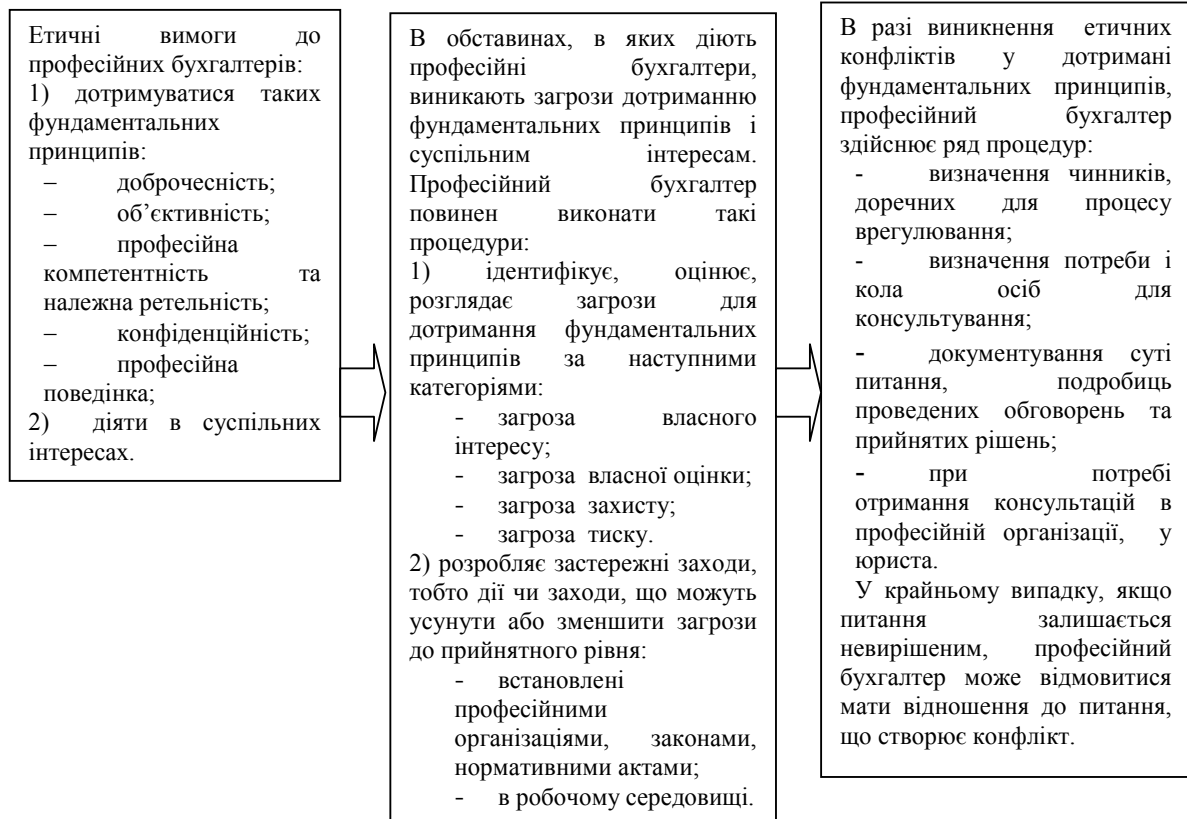 Етичні вимоги до
професійних бухгалтерів:
1) дотримуватися таких
фундаментальних
принципів:
– доброчесність;
– об’єктивність;
– професійна
компетентність та
належна ретельність;
– конфіденційність;
– професійна
поведінка;
2) діяти в суспільних
інтересах.
В обставинах, в яких діють
професійні бухгалтери,
виникають загрози дотриманню
фундаментальних принципів і
суспільним інтересам.
Професійний бухгалтер
повинен виконати такі
процедури:
1) ідентифікує, оцінює,
розглядає загрози для
дотримання фундаментальних
принципів за наступними
категоріями:
- загроза власного
інтересу;
- загроза власної оцінки;
- загроза захисту;
- загроза тиску.
2) розробляє застережні заходи,
тобто дії чи заходи, що можуть
усунути або зменшити загрози
до прийнятного рівня:
- встановлені
професійними
організаціями, законами,
нормативними актами;
- в робочому середовищі.
В разі виникнення етичних
конфліктів у дотримані
фундаментальних принципів,
професійний бухгалтер
здійснює ряд процедур:
- визначення чинників,
доречних для процесу
врегулювання;
- визначення потреби і
кола осіб для
консультування;
- документування суті
питання, подробиць
проведених обговорень та
прийнятих рішень;
- при потребі
отримання консультацій в
професійній організації, у
юриста.
У крайньому випадку, якщо
питання залишається
невирішеним, професійний
бухгалтер може відмовитися
мати відношення до питання,
що створює конфлікт.